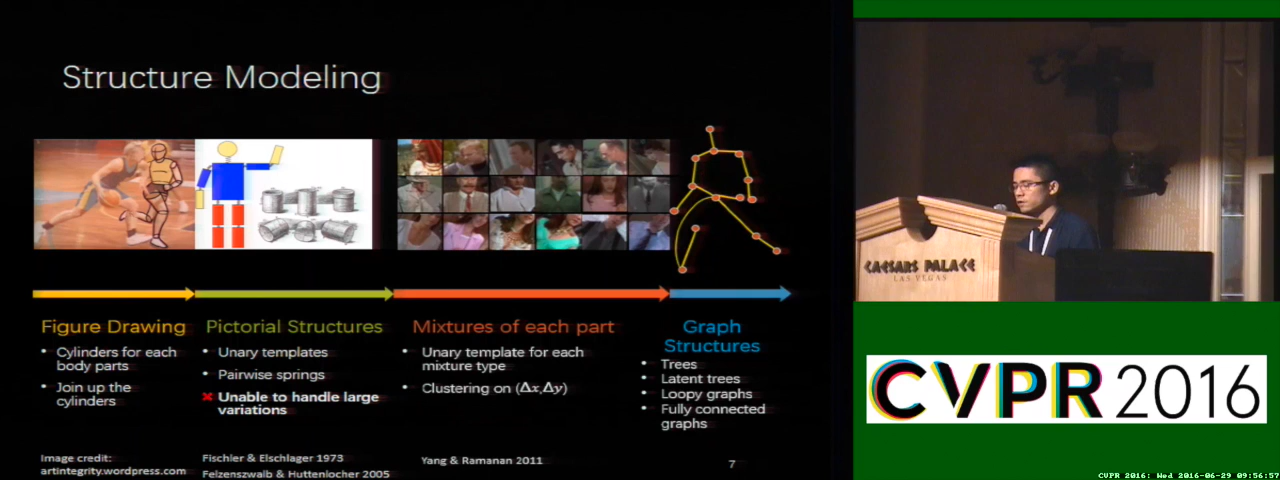 Structure Modeling
Figure Drawing
• Cylinders for each
body parts
• Join up the
cylinders
Image credit:
artintegrity.wordpress.com
Pictorial Structures
• Unary templates
• Pairwise springs
✖ Unable to handle large
variations
Fischler & Elschlager 1973
Felzenszwalb & Huttenlocher 2005
Mixtures of each part
• Unary template for each
mixture type
• Clustering on (Δx,Δy)
Yang & Ramanan 2011
Graph
Structures
• Trees
• Latent trees
• Loopy graphs
• Fully connected
graphs
7
CAESARS PALACE
LAS VEGAS
CVPR 2016
CVPR 2016: Wed 2016-06-29 09:56:57